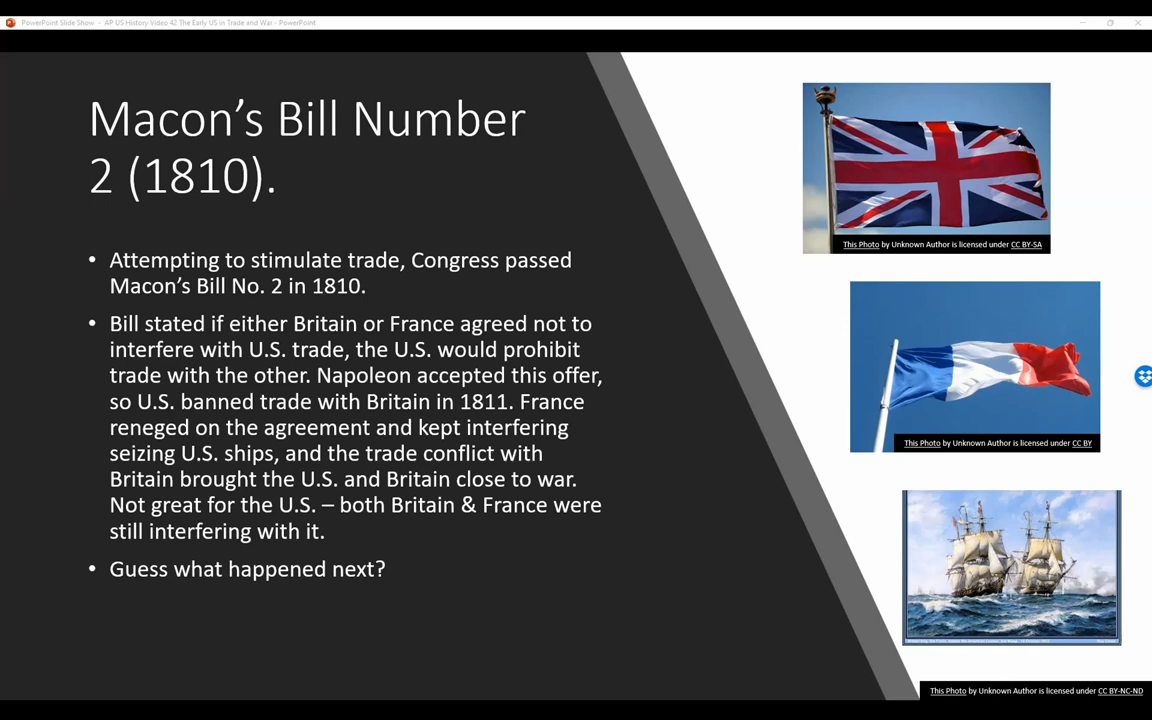 PowerPoint Slide Show - AP US History Video 42 The Early US in Trade and War - PowerPoint
Macon's Bill Number
2 (1810).
• Attempting to stimulate trade, Congress passed
Macon's Bill No. 2 in 1810.
• Bill stated if either Britain or France agreed not to
interfere with U.S. trade, the U.S. would prohibit
trade with the other. Napoleon accepted this offer,
so U.S. banned trade with Britain in 1811. France
reneged on the agreement and kept interfering
seizing U.S. ships, and the trade conflict with
Britain brought the U.S. and Britain close to war.
Not great for the U.S. – both Britain & France were
still interfering with it.
• Guess what happened next?
This Photo by Unknown Author is licensed under CC BY-SA
This Photo by Unknown Author is licensed under CC BY
This Photo by Unknown Author is licensed under CC BY-NC-ND